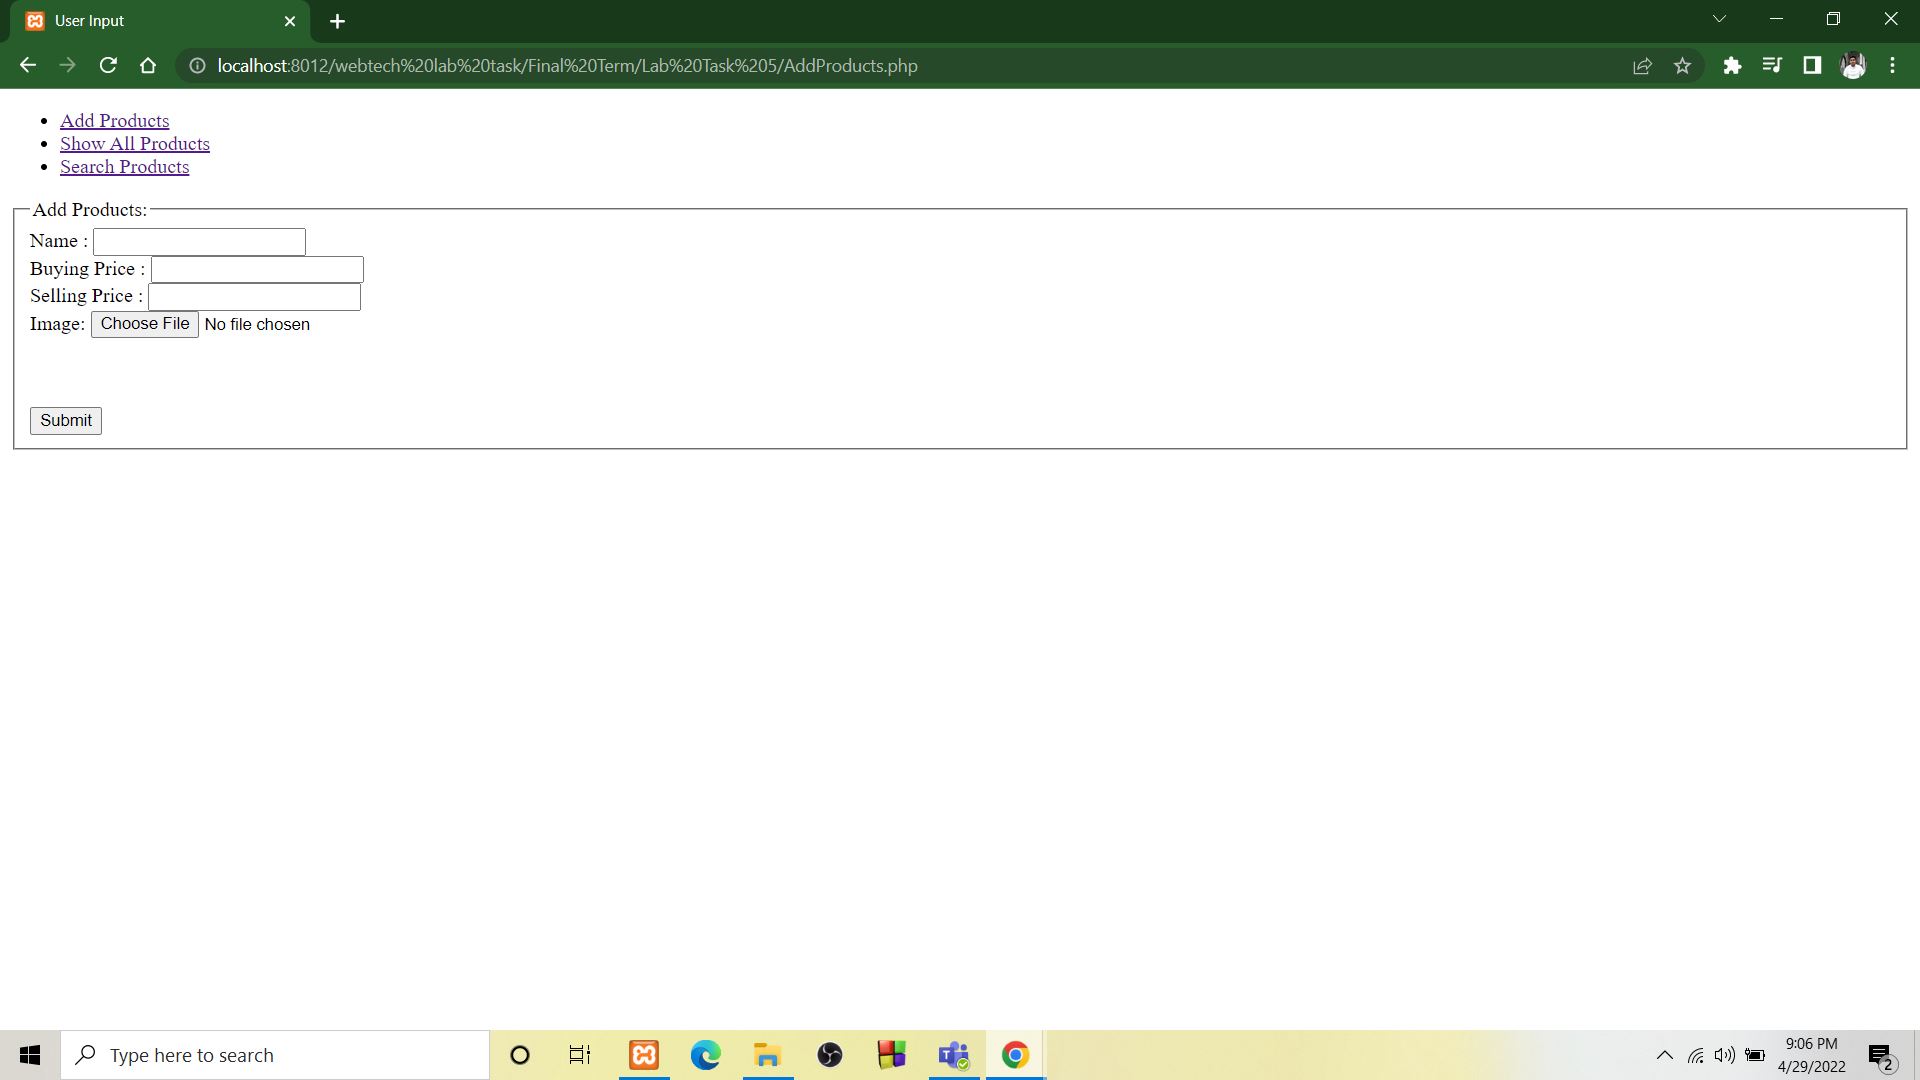 User Input
localhost:8012/webtech%20lab%20task/Final%20Term/Lab%20Task%205/AddProducts.php
Add Products
Show All Products
Search Products
Add Products:
Name :
Buying Price :
Selling Price :
Image: Choose File No file chosen
Submit
Type here to search
9:06 PM
4/29/2022
2